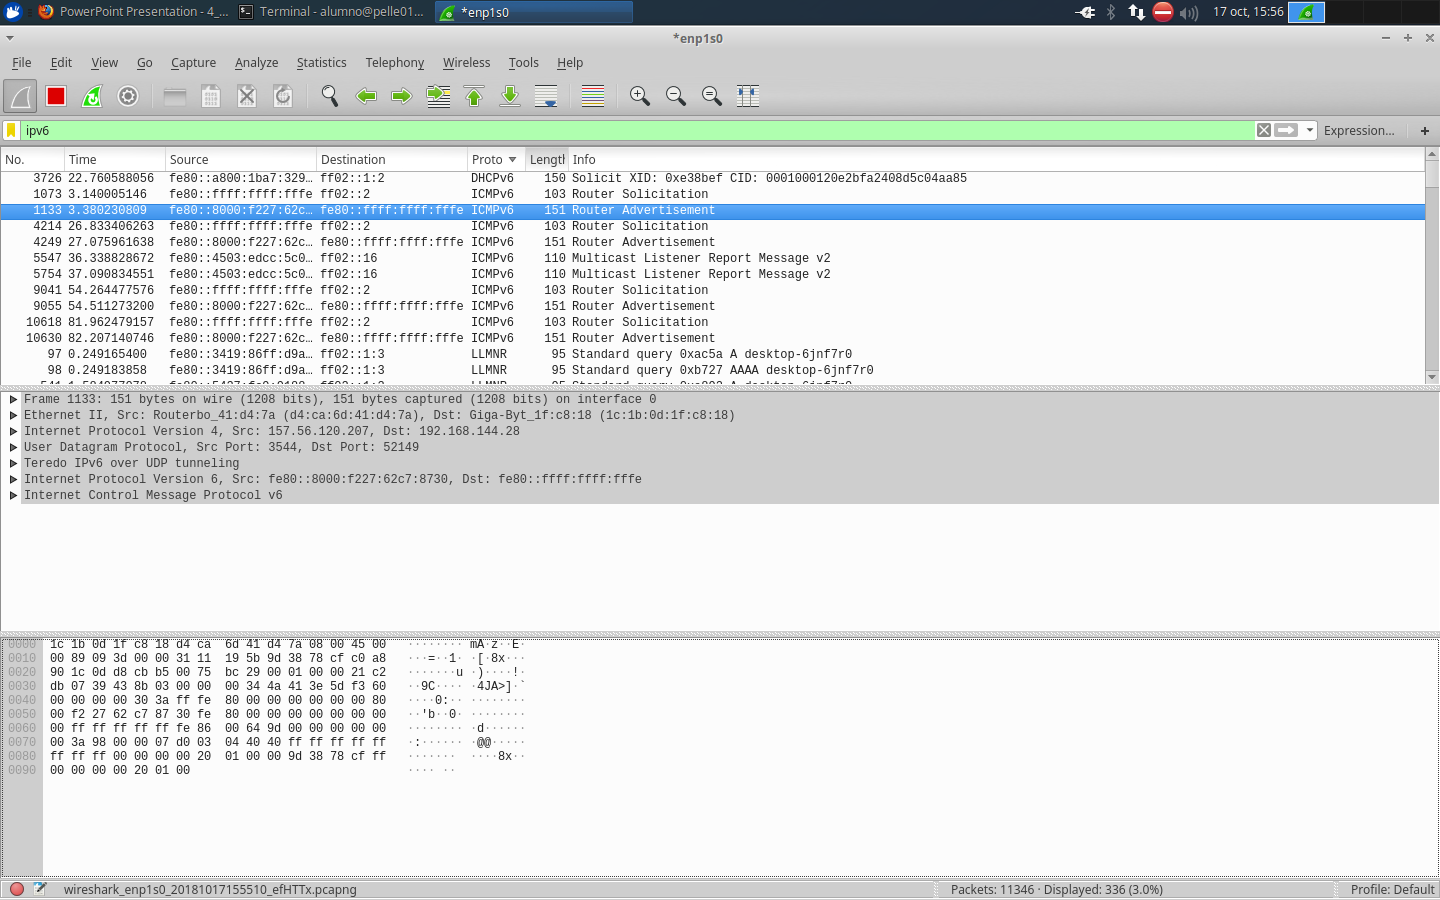 PowerPoint Presentation - 4_... Terminal - alumno@pelle01... *enp1s0 17 oct, 15:56
*enp1s0
File Edit View Go Capture Analyze Statistics Telephony Wireless Tools Help
ipv6 Expression... +
No. Time Source Destination Proto Length Info
3726 22.760588056 fe80::a800:1ba7:329... ff02::1:2 DHCPv6 150 Solicit XID: 0xe38bef CID: 0001000120e2bfa2408d5c04aa85
1073 3.140005146 fe80::ffff:ffff:fffe ff02::2 ICMPv6 103 Router Solicitation
1133 3.380230809 fe80::8000:f227:62c... fe80::ffff:ffff:fffe ICMPv6 151 Router Advertisement
4214 26.833406263 fe80::ffff:ffff:fffe ff02::2 ICMPv6 103 Router Solicitation
4249 27.075961638 fe80::8000:f227:62c... fe80::ffff:ffff:fffe ICMPv6 151 Router Advertisement
5547 36.338828672 fe80::4503:edcc:5c0... ff02::16 ICMPv6 110 Multicast Listener Report Message v2
5754 37.090834551 fe80::4503:edcc:5c0... ff02::16 ICMPv6 110 Multicast Listener Report Message v2
9041 54.264477576 fe80::ffff:ffff:fffe ff02::2 ICMPv6 103 Router Solicitation
9055 54.511273200 fe80::8000:f227:62c... fe80::ffff:ffff:fffe ICMPv6 151 Router Advertisement
10618 81.962479157 fe80::ffff:ffff:fffe ff02::2 ICMPv6 103 Router Solicitation
10630 82.207140746 fe80::8000:f227:62c... fe80::ffff:ffff:fffe ICMPv6 151 Router Advertisement
97 0.249165400 fe80::3419:86ff:d9a... ff02::1:3 LLMNR 95 Standard query 0xac5a A desktop-6jnf7r0
98 0.249183858 fe80::3419:86ff:d9a... ff02::1:3 LLMNR 95 Standard query 0xb727 AAAA desktop-6jnf7r0
Frame 1133: 151 bytes on wire (1208 bits), 151 bytes captured (1208 bits) on interface 0
Ethernet II, Src: Routerbo_41:d4:7a (d4:ca:6d:41:d4:7a), Dst: Giga-Byt_1f:c8:18 (1c:1b:0d:1f:c8:18)
Internet Protocol Version 4, Src: 157.56.120.207, Dst: 192.168.144.28
User Datagram Protocol, Src Port: 3544, Dst Port: 52149
Teredo IPv6 over UDP tunneling
Internet Protocol Version 6, Src: fe80::8000:f227:62c7:8730, Dst: fe80::ffff:ffff:fffe
Internet Control Message Protocol v6
0000 1c 1b 0d 1f c8 18 d4 ca 6d 41 d4 7a 08 00 45 00 ········ mA·z··E·
0010 00 89 09 3d 00 00 31 11 19 5b 9d 38 78 cf c0 a8 ···=··1· ·[·8x···
0020 90 1c 0d d8 cb b5 00 75 bc 29 00 01 00 00 21 c2 ·······u ·)····!·
0030 db 07 39 43 8b 03 00 00 00 34 4a 41 3e 5d f3 60 ··9C···· ·4JA>]·`
0040 00 00 00 00 30 3a ff fe 80 00 00 00 00 00 00 80 ····0:·· ········
0050 00 f2 27 62 c7 87 30 fe 80 00 00 00 00 00 00 00 ··'b··0· ········
0060 00 ff ff ff ff ff fe 86 00 64 9d 00 00 00 00 00 ········ ·d······
0070 00 3a 98 00 00 07 d0 03 04 40 40 ff ff ff ff ff ·:······ ·@@·····
0080 ff ff ff 00 00 00 00 20 01 00 00 9d 38 78 cf ff ······· ····8x··
0090 00 00 00 00 20 01 00 ···· ··
wireshark_enp1s0_20181017155510_efHTTx.pcapng Packets: 11346 · Displayed: 336 (3.0%) Profile: Default